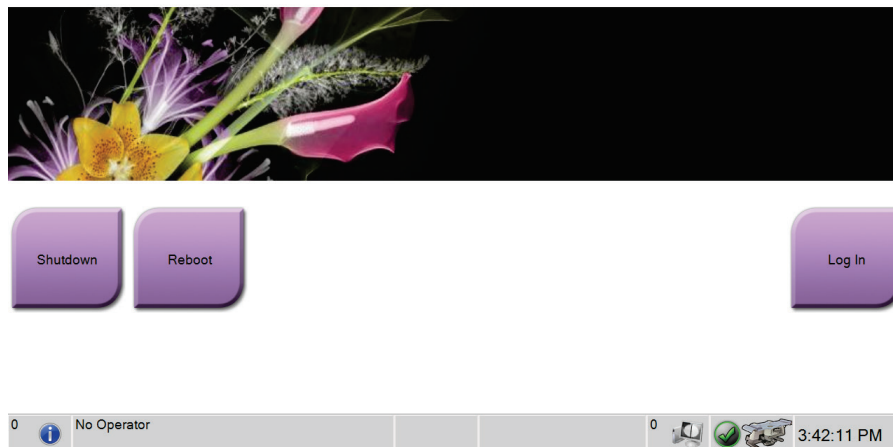 Shutdown
Reboot
Log In
0
No Operator
0
3:42:11 PM